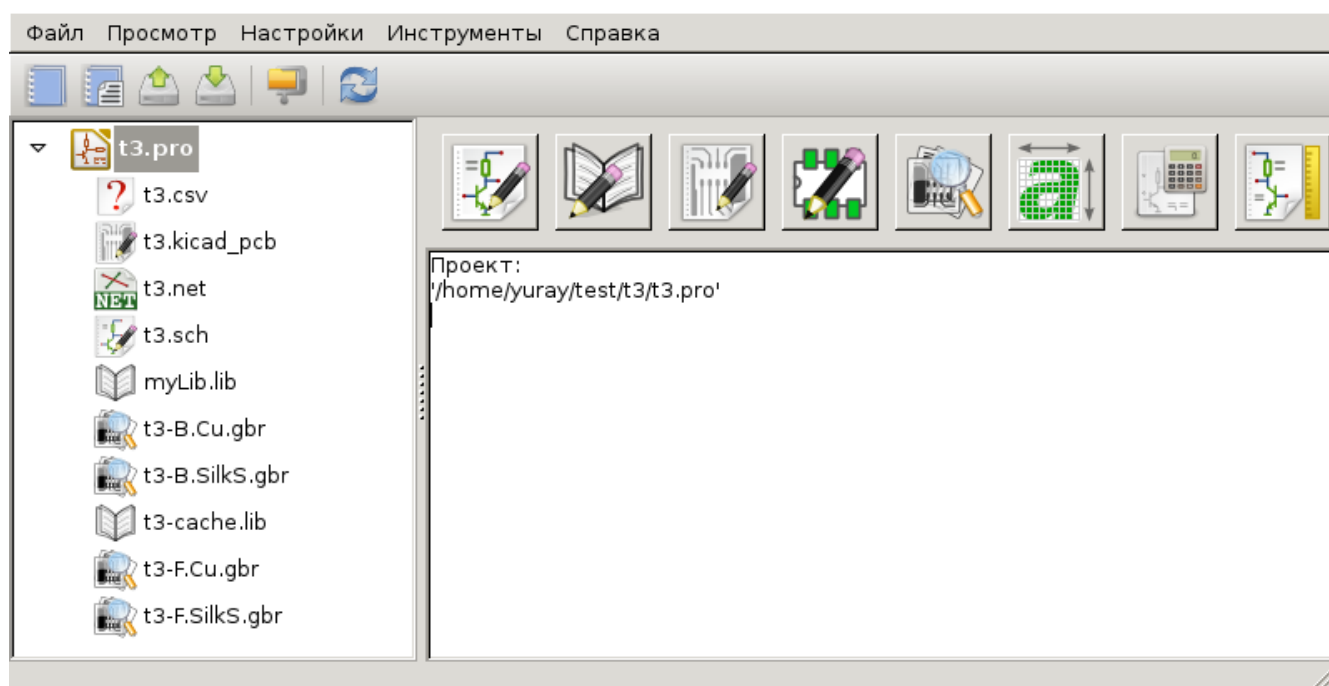 Файл Просмотр Настройки Инструменты Справка
t3.pro
t3.csv
t3.kicad_pcb
NET t3.net
t3.sch
myLib.lib
t3-B.Cu.gbr
t3-B.SilkS.gbr
t3-cache.lib
t3-F.Cu.gbr
t3-F.SilkS.gbr
Проект:
'/home/yuray/test/t3/t3.pro'